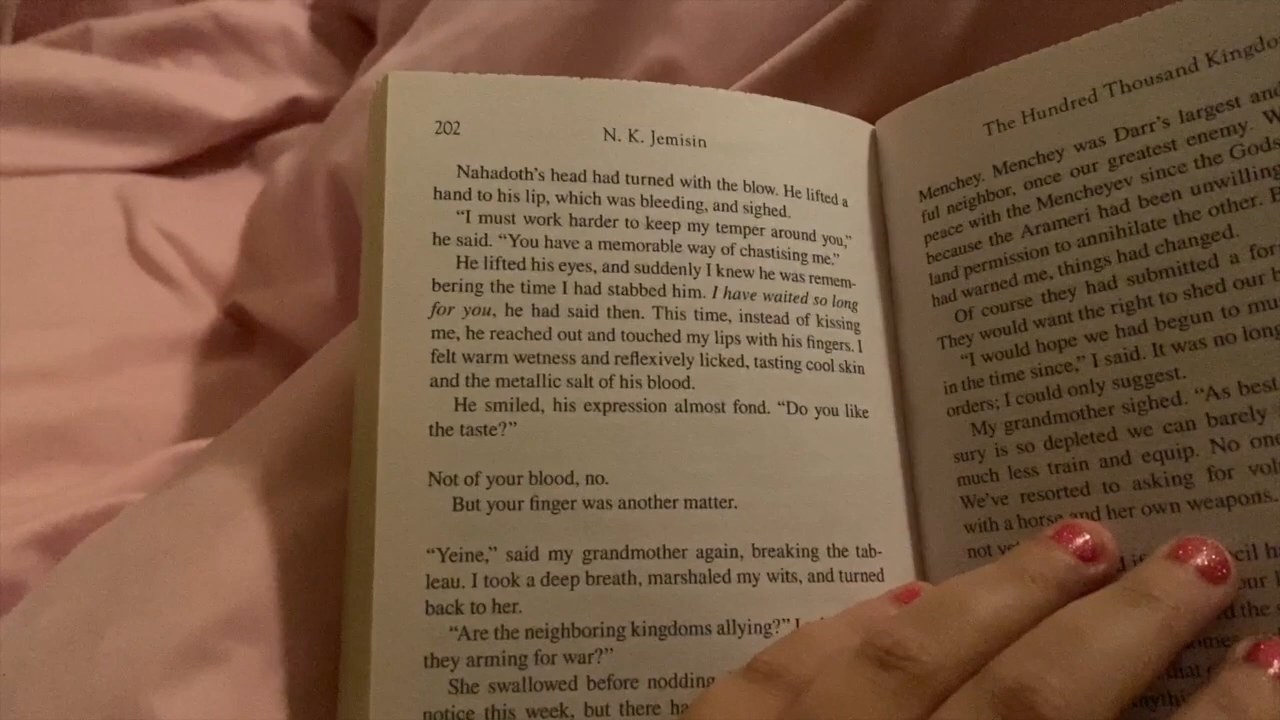 202
N. K. Jemisin
Nahadoth's head had turned with the blow. He lifted a
hand to his lip, which was bleeding, and sighed.
"I must work harder to keep my temper around you,"
he said. "You have a memorable way of chastising me."
He lifted his eyes, and suddenly I knew he was remem-
bering the time I had stabbed him. I have waited so long
for you, he had said then. This time, instead of kissing
me, he reached out and touched my lips with his fingers. I
felt warm wetness and reflexively licked, tasting cool skin
and the metallic salt of his blood.
He smiled, his expression almost fond. "Do you like
the taste?"
Not of your blood, no.
But your finger was another matter.
"Yeine," said my grandmother again, breaking the tab-
leau. I took a deep breath, marshaled my wits, and turned
back to her.
"Are the neighboring kingdoms allying?" I
they arming for war?"
She swallowed before nodding
notice this week, but there
The Hundred Thousand
Menchey. Menchey was Darr's largest and
ful neighbor, once our greatest enemy.
peace with the Mencheyev since the
because the Arameri had been unwilling
land permission to annihilate the other.
had warned me, things had changed.
Of course they had submitted a
They would want the right to shed our
"I would hope we had begun to
in the time since," I said. It was no
orders; I could only suggest.
My grandmother sighed. "As best
sury is so depleted we can barely
much less train and equip. No one
We've resorted to asking for
with a horse and her own weapons.
not